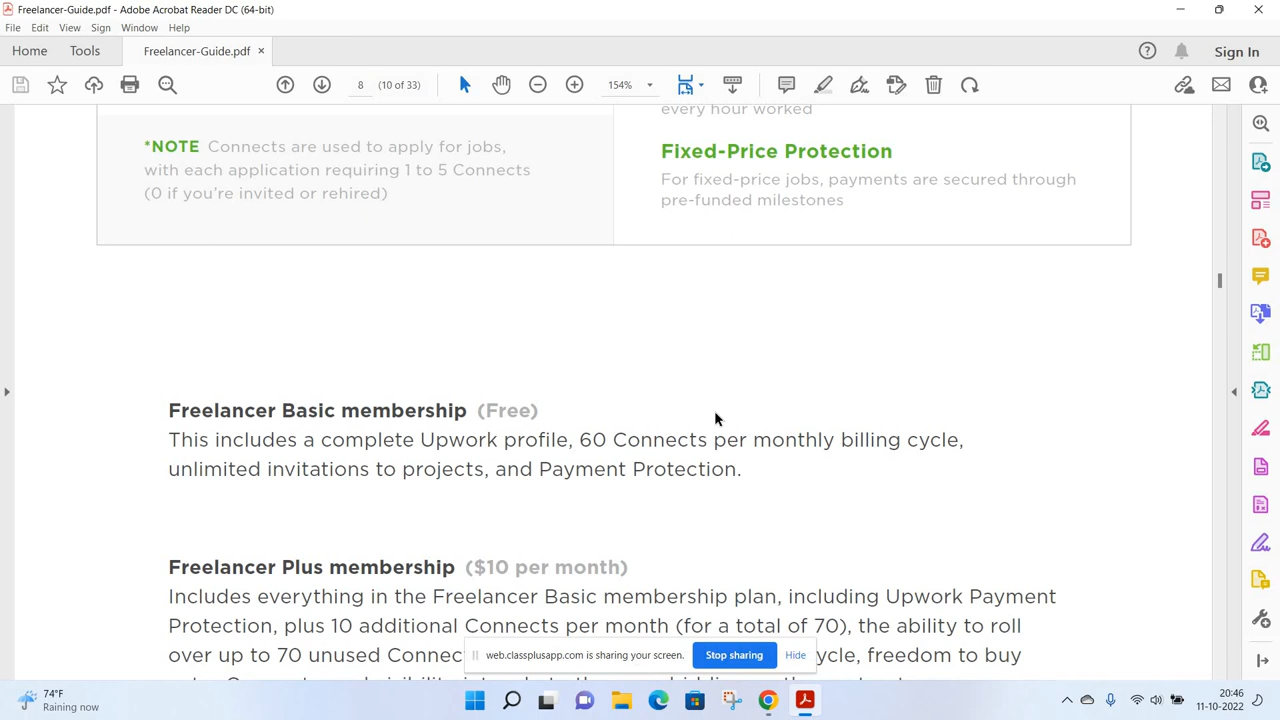 Freelancer-Guide.pdf - Adobe Acrobat Reader DC (64-bit)
File Edit View Sign Window Help
Home Tools Freelancer-Guide.pdf × Sign In
8 (10 of 33) 154%
every hour worked
*NOTE Connects are used to apply for jobs,
with each application requiring 1 to 5 Connects
(0 if you're invited or rehired)
Fixed-Price Protection
For fixed-price jobs, payments are secured through
pre-funded milestones
Freelancer Basic membership (Free)
This includes a complete Upwork profile, 60 Connects per monthly billing cycle,
unlimited invitations to projects, and Payment Protection.
Freelancer Plus membership ($10 per month)
Includes everything in the Freelancer Basic membership plan, including Upwork Payment
Protection, plus 10 additional Connects per month (for a total of 70), the ability to roll
over up to 70 unused Connec ycle, freedom to buy
web.classplusapp.com is sharing your screen. Stop sharing Hide
74°F
Raining now
20:46
11-10-2022